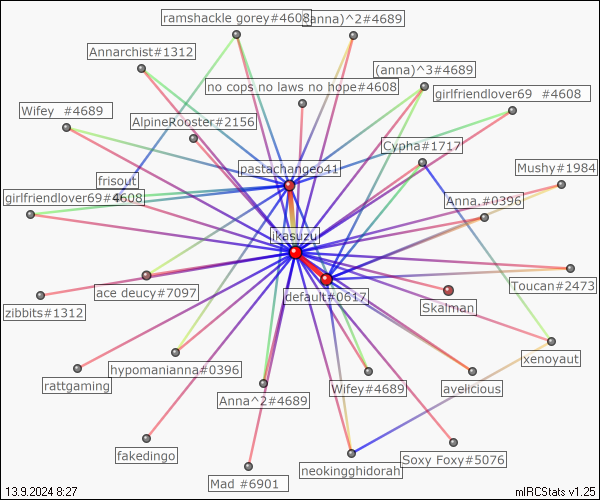 ramshackle gorey#4608
(anna)^2#4689
Annarchist#1312
(anna)^3#4689
no cops no laws no hope#4608
girlfriendlover69 #4608
Wifey #4689
AlpineRooster#2156
Cypha#1717
pastachangeo41
Mushy#1984
frisout
girlfriendlover69#4608
Anna.#0396
ikasuzu
ace deucy#7097
default#0617
Toucan#2473
zibbits#1312
Skalman
xenoyaut
hypomanianna#0396
rattgaming
Wifey#4689
avelicious
Anna^2#4689
fakedingo
Soxy Foxy#5076
neokingghidorah
Mad #6901
13.9.2024 8:27
mIRCStats v1.25